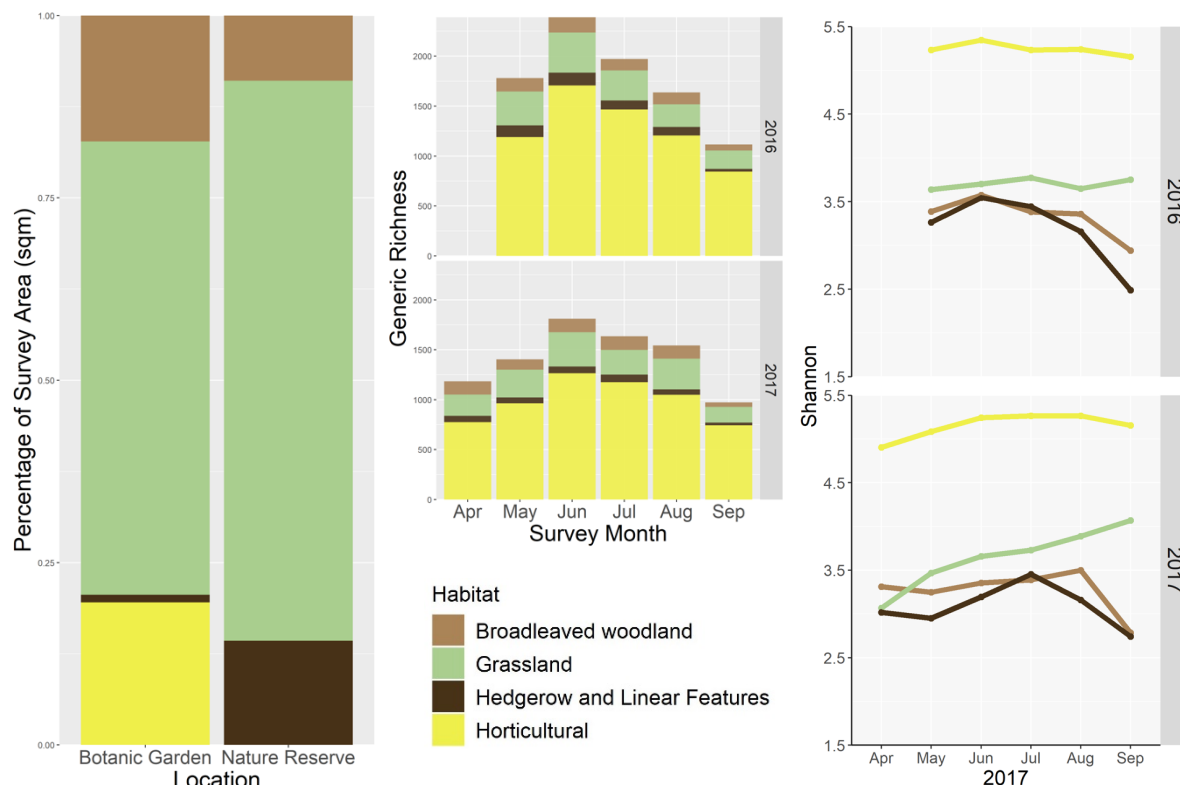 Percentage of Survey Area (sqm)
1.00
0.75
0.50
0.25
0.00
Botanic Garden
Nature Reserve
Location
Generic Richness
2000
1500
1000
500
0
2016
2000
1500
1000
500
0
2017
Apr
May
Jun
Jul
Aug
Sep
Survey Month
Habitat
Broadleaved woodland
Grassland
Hedgerow and Linear Features
Horticultural
Shannon
5.5
4.5
3.5
2.5
1.5
2016
5.5
4.5
3.5
2.5
1.5
2017
Apr
May
Jun
Jul
Aug
Sep
2017